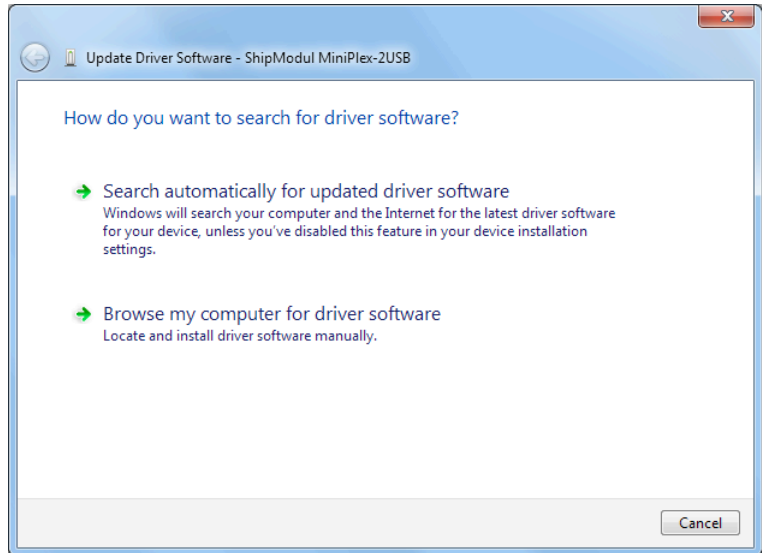 x
Update Driver Software - ShipModul MiniPlex-2USB
How do you want to search for driver software?
Search automatically for updated driver software
Windows will search your computer and the Internet for the latest driver software
for your device, unless you've disabled this feature in your device installation
settings.
Browse my computer for driver software
Locate and install driver software manually.
Cancel